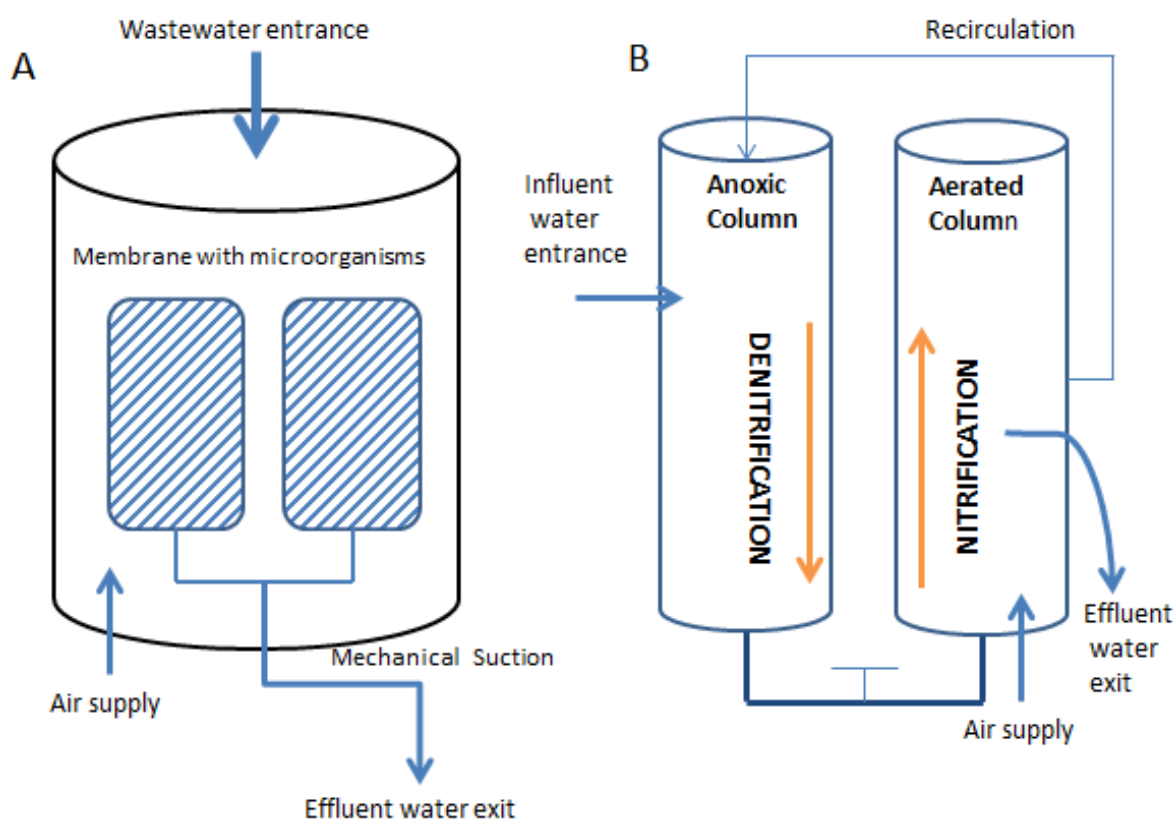 Wastewater entrance
A
Membrane with microorganisms
Mechanical Suction
Air supply
Effluent water exit
Recirculation
B
Influent
water
entrance
Anoxic
Column
Aerated
Column
DENITRIFICATION
NITRIFICATION
Effluent
water
exit
Air supply